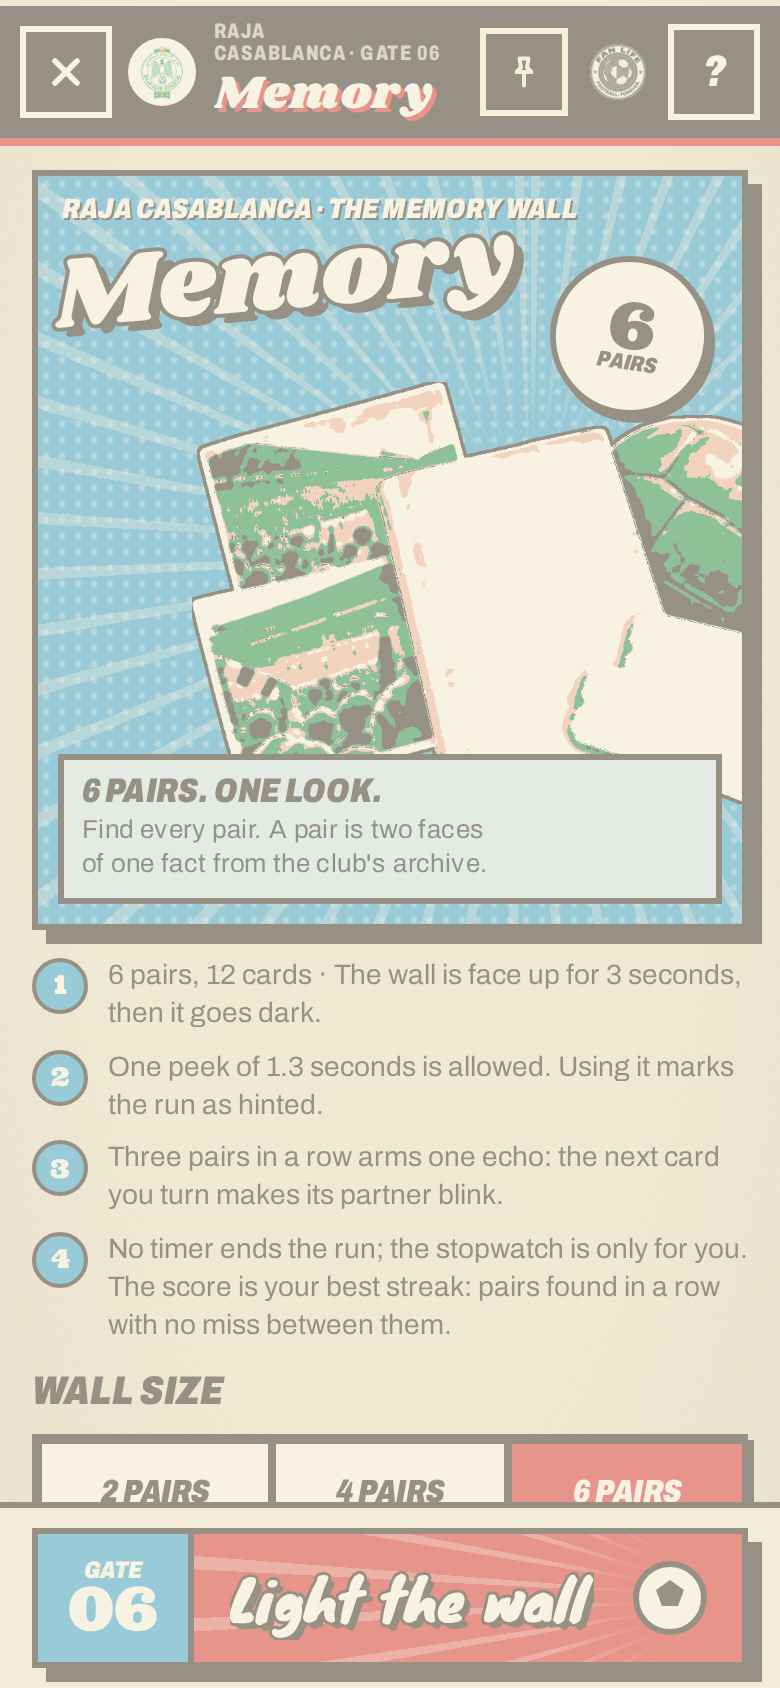 RAJA
CASABLANCA · GATE 06
Memory
FAN LIFE
FOOTBALL. FOREVER.
?
RAJA CASABLANCA · THE MEMORY WALL
Memory
6
PAIRS
6 PAIRS. ONE LOOK.
Find every pair. A pair is two faces
of one fact from the club's archive.
1
6 pairs, 12 cards · The wall is face up for 3 seconds,
then it goes dark.
2
One peek of 1.3 seconds is allowed. Using it marks
the run as hinted.
3
Three pairs in a row arms one echo: the next card
you turn makes its partner blink.
4
No timer ends the run; the stopwatch is only for you.
The score is your best streak: pairs found in a row
with no miss between them.
WALL SIZE
2 PAIRS
4 PAIRS
6 PAIRS
GATE
06
Light the wall